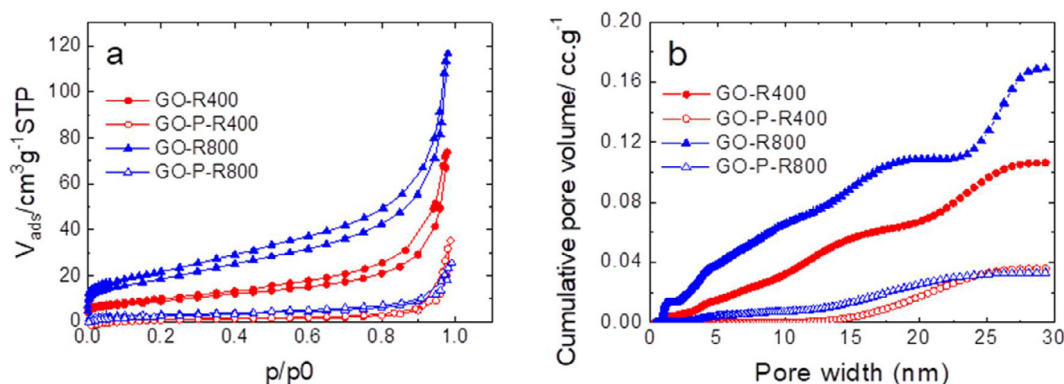 a
V_ads/cm³g⁻¹STP
120
100
80
60
40
20
0
GO-R400
GO-P-R400
GO-R800
GO-P-R800
0.0 0.2 0.4 0.6 0.8 1.0
p/p0
b
Cumulative pore volume/ cc.g⁻¹
0.20
0.16
0.12
0.08
0.04
0.00
GO-R400
GO-P-R400
GO-R800
GO-P-R800
0 5 10 15 20 25 30
Pore width (nm)